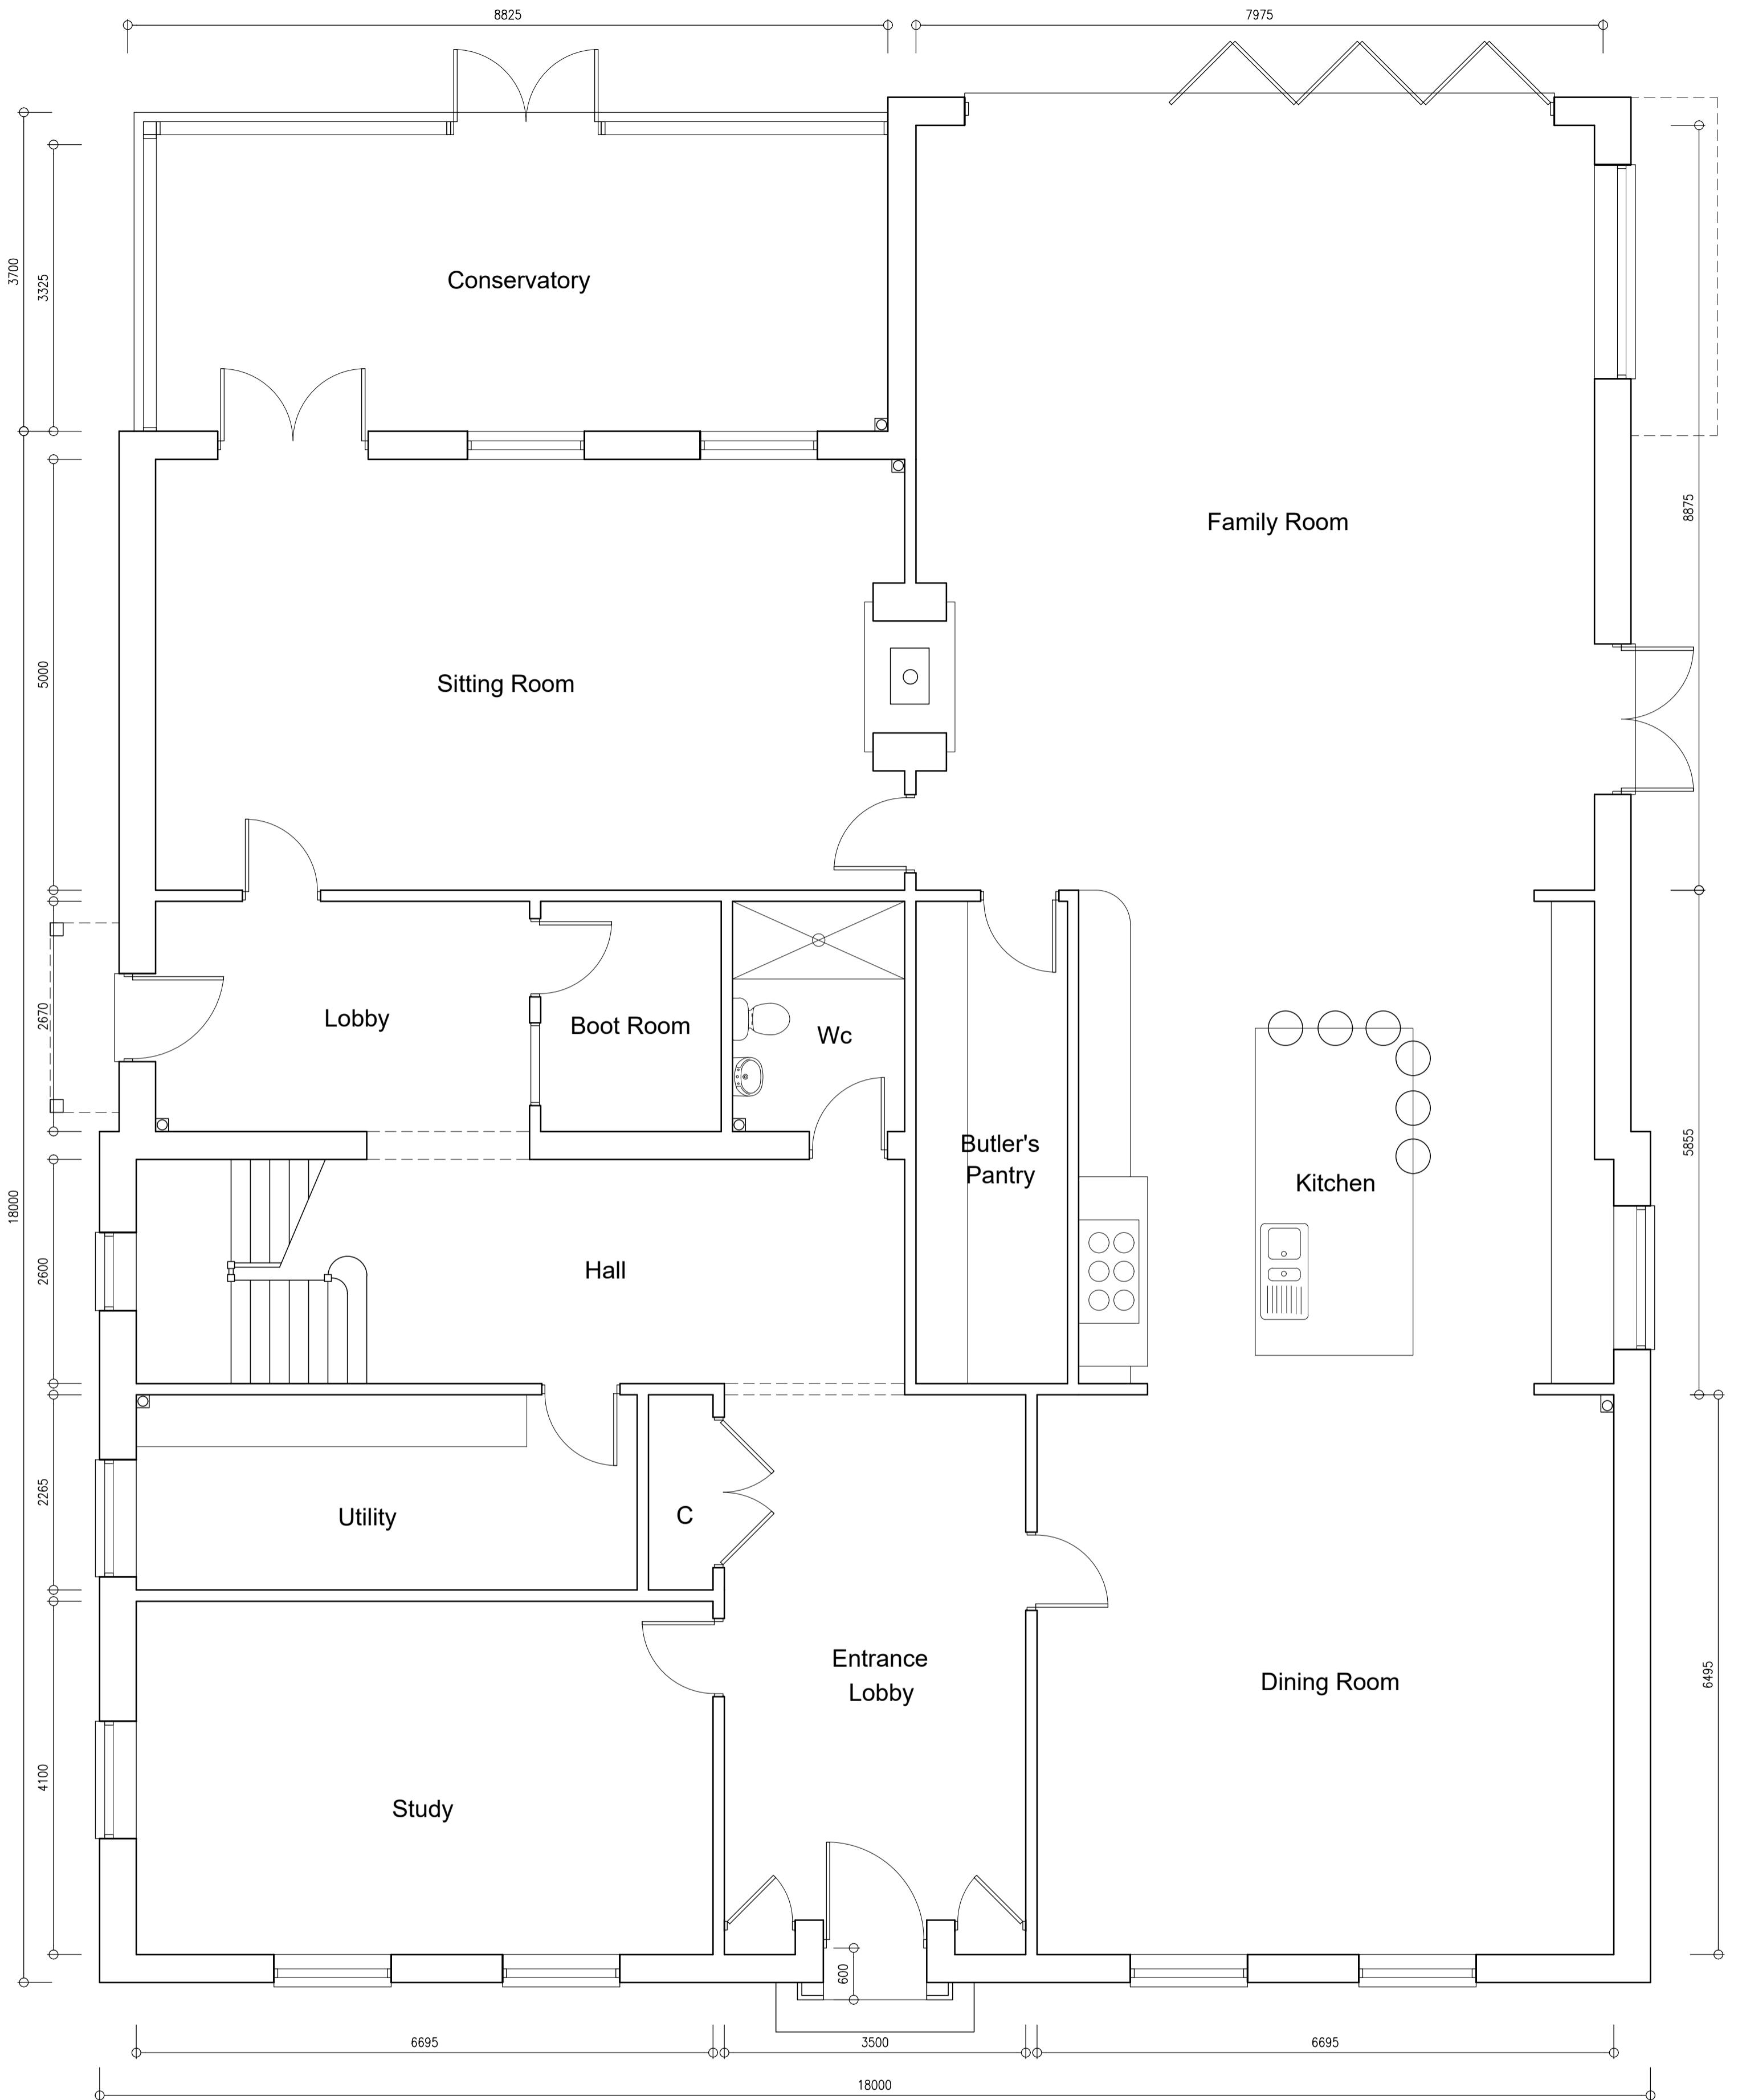 8825
7975
3700
3325
Conservatory
Family Room
8875
5000
Sitting Room
2670
Lobby
Boot Room
Wc
Butler's
Pantry
Kitchen
5855
18000
2600
Hall
2265
Utility
C
Entrance
Lobby
Dining Room
6495
4100
Study
600
6695
3500
6695
18000